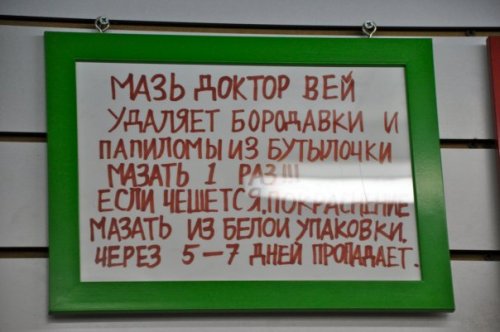 МАЗЬ ДОКТОР ВЕЙ
УДАЛЯЕТ БОРОДАВКИ И
ПАПИЛОМЫ ИЗ БУТЫЛОЧКИ
МАЗАТЬ 1 РАЗ!!!
ЕСЛИ ЧЕШЕТСЯ, ПОКРАСНЕНИЕ
МАЗАТЬ ИЗ БЕЛОЙ УПАКОВКИ.
ЧЕРЕЗ 5-7 ДНЕЙ ПРОПАДАЕТ.